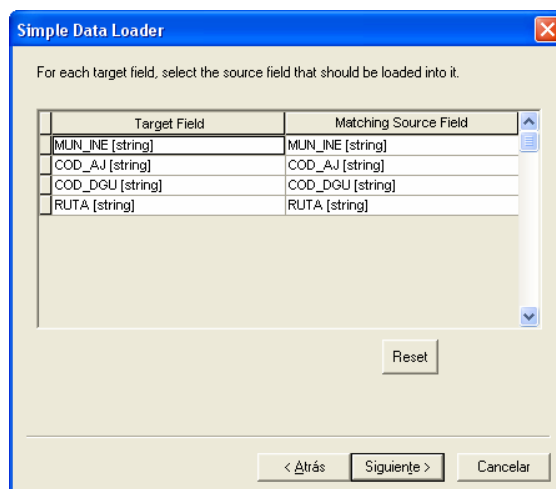 Simple Data Loader
For each target field, select the source field that should be loaded into it.
Target Field Matching Source Field
MUN_INE [string] MUN_INE [string]
COD_AJ [string] COD_AJ [string]
COD_DGU [string] COD_DGU [string]
RUTA [string] RUTA [string]
Reset
< Atrás Siguiente > Cancelar